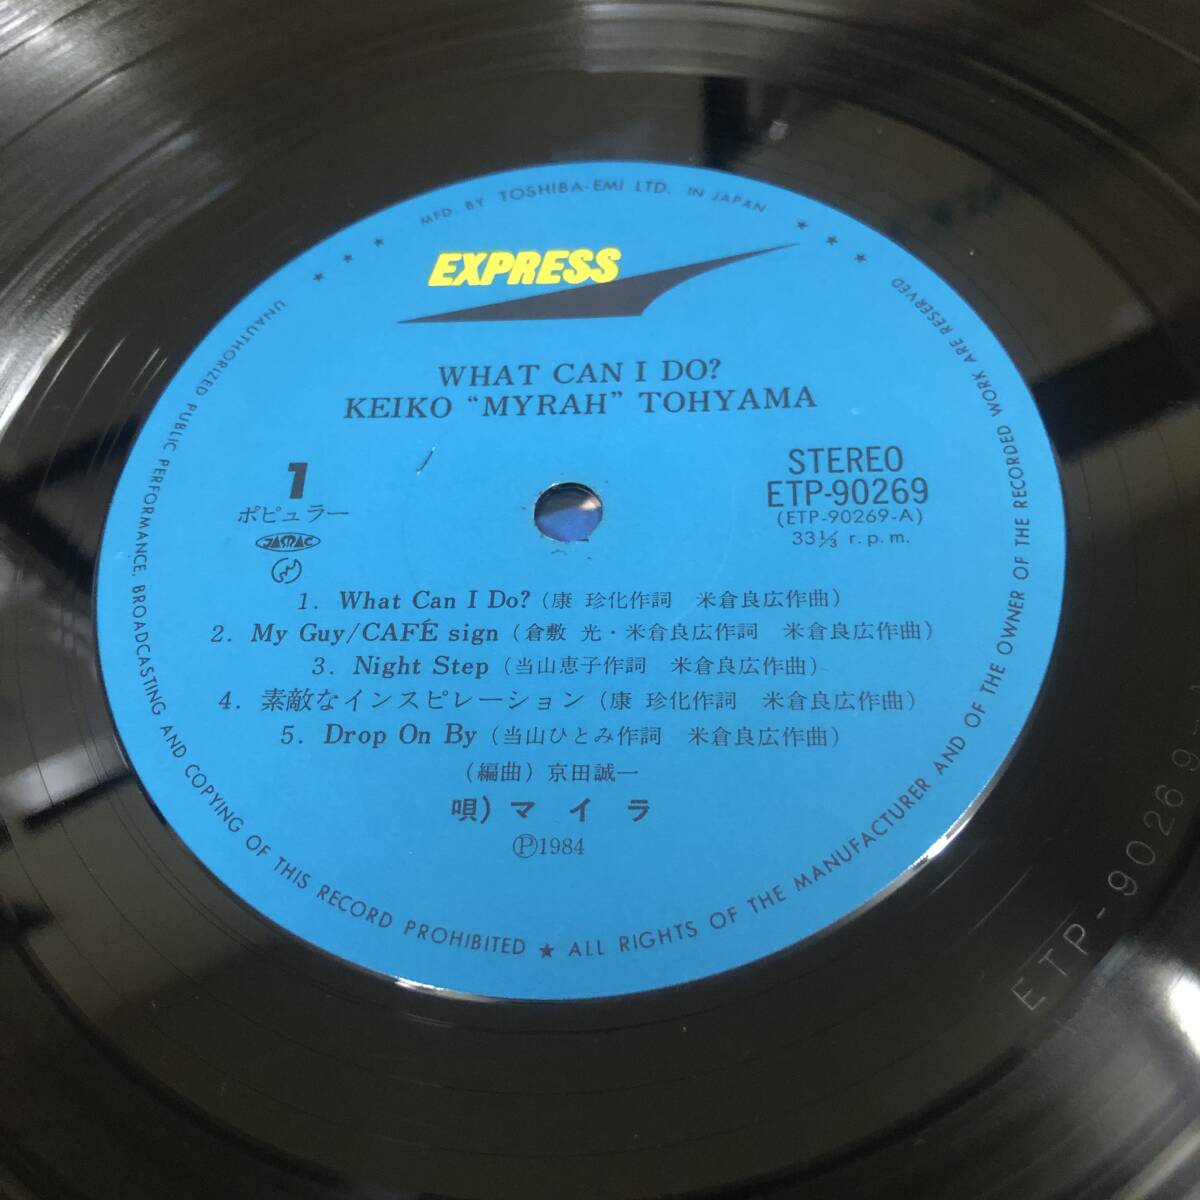 MFD. BY TOSHIBA-EMI LTD. IN JAPAN
EXPRESS
WHAT CAN I DO?
KEIKO “MYRAH” TOHYAMA
1
ポピュラー
JASRAC
STEREO
ETP-90269
(ETP-90269-A)
33⅓ r.p.m.
1. What Can I Do? (康 珍化作詞 米倉良広作曲)
2. My Guy/CAFÉ sign (倉敷 光・米倉良広作詞 米倉良広作曲)
3. Night Step (当山恵子作詞 米倉良広作曲)
4. 素敵なインスピレーション (康 珍化作詞 米倉良広作曲)
5. Drop On By (当山ひとみ作詞 米倉良広作曲)
(編曲)京田誠一
唄) マイラ
Ⓟ1984
UNAUTHORIZED PUBLIC PERFORMANCE, BROADCASTING AND COPYING OF THIS RECORD PROHIBITED ★ ALL RIGHTS OF THE MANUFACTURER AND OF THE OWNER OF THE RECORDED WORK ARE RESERVED
ETP-90269-